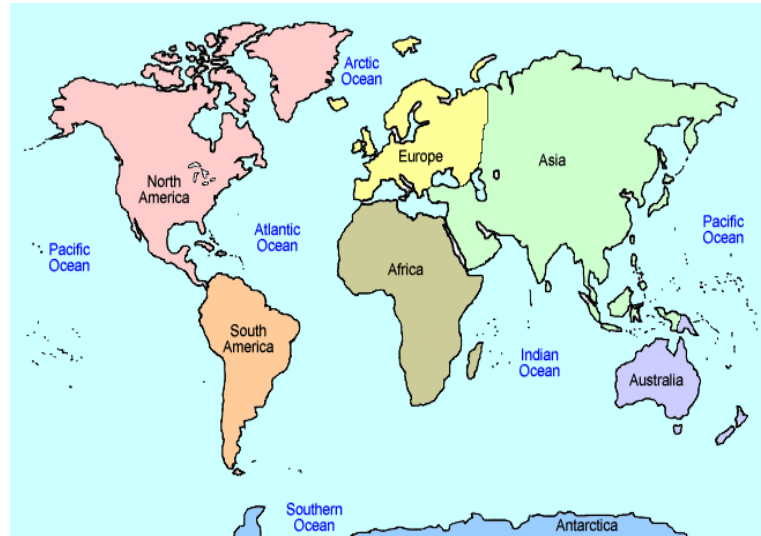 Arctic
Ocean
Europe
Asia
North
America
Atlantic
Ocean
Pacific
Ocean
Pacific
Ocean
Africa
South
America
Indian
Ocean
Australia
Southern
Ocean
Antarctica